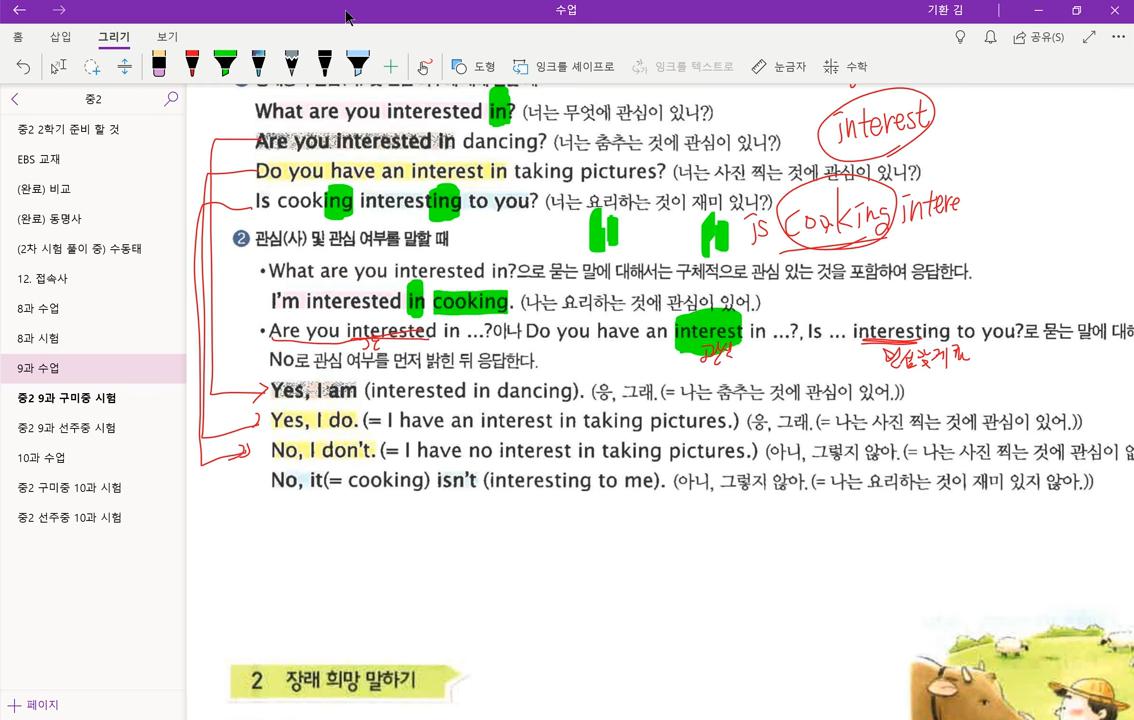 수업
기환 김
홈 삽입 그리기 보기
공유(S)
도형 잉크를 셰이프로 잉크를 텍스트로 눈금자 수학
중2
중2 2학기 준비 할 것
EBS 교재
(완료) 비교
(완료) 동명사
(2차 시험 풀이 중) 수동태
12. 접속사
8과 수업
8과 시험
9과 수업
중2 9과 구미중 시험
중2 9과 선주중 시험
10과 수업
중2 구미중 10과 시험
중2 선주중 10과 시험
페이지
What are you interested in? (너는 무엇에 관심이 있니?)
interest
Are you interested in dancing? (너는 춤추는 것에 관심이 있니?)
Do you have an interest in taking pictures? (너는 사진 찍는 것에 관심이 있니?)
Is cooking interesting to you? (너는 요리하는 것이 재미 있니?)
is cooking intere
2 관심(사) 및 관심 여부를 말할 때
•What are you interested in?으로 묻는 말에 대해서는 구체적으로 관심 있는 것을 포함하여 응답한다.
I'm interested in cooking. (나는 요리하는 것에 관심이 있어.)
•Are you interested in ...?이나 Do you have an interest in ...?, Is ... interesting to you?로 묻는 말에 대해
관심
No로 관심 여부를 먼저 밝힌 뒤 응답한다.
Yes, I am (interested in dancing). (응, 그래. (= 나는 춤추는 것에 관심이 있어.))
Yes, I do. (= I have an interest in taking pictures.) (응, 그래. (= 나는 사진 찍는 것에 관심이 있어.))
No, I don't. (= I have no interest in taking pictures.) (아니, 그렇지 않아. (= 나는 사진 찍는 것에 관심이 없
No, it(= cooking) isn't (interesting to me). (아니, 그렇지 않아. (= 나는 요리하는 것이 재미 있지 않아.))
2 장래 희망 말하기